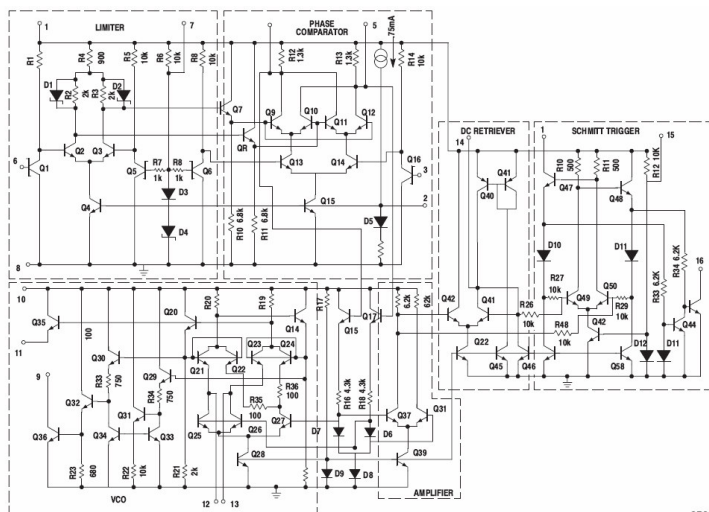 LIMITER
PHASE
COMPARATOR
1
7
5
75mA
R1
R4
900
R5
10k
R6
10k
R8
10k
R12
1.3k
R13
1.3k
R14
10k
D1
D2
R2
2k
R3
2k
Q7
Q9
Q10
Q11
Q12
QR
Q2
Q3
6
Q1
R7
1k
R8
1k
Q5
Q6
Q13
Q14
Q16
3
D3
Q4
D4
R10 6.8k
R11 6.8k
Q15
D5
2
8
DC RETRIEVER
14
Q41
Q40
SCHMITT TRIGGER
1
15
R10
500
R11
500
R12 10K
Q47
Q48
D10
D11
R34 6.2K
R33 6.2K
16
R27
10k
Q49
Q50
R29
10k
Q42
Q41
R26
10k
R48
10k
Q42
Q44
Q22
Q45
Q46
Q58
D12
D11
10
Q35
11
100
Q20
R20
R19
Q14
R17
Q15
Q17
6.2k
62k
Q30
9
Q21
Q22
Q23
Q24
R33
750
Q29
R34
750
Q32
Q31
R35
100
R36
100
R16 4.3k
R18 4.3k
Q37
Q31
Q36
Q34
Q33
Q25
Q26
Q27
D7
D6
Q28
Q39
R23
680
R22
10k
R21
2k
D9
D8
12
13
VCO
AMPLIFIER